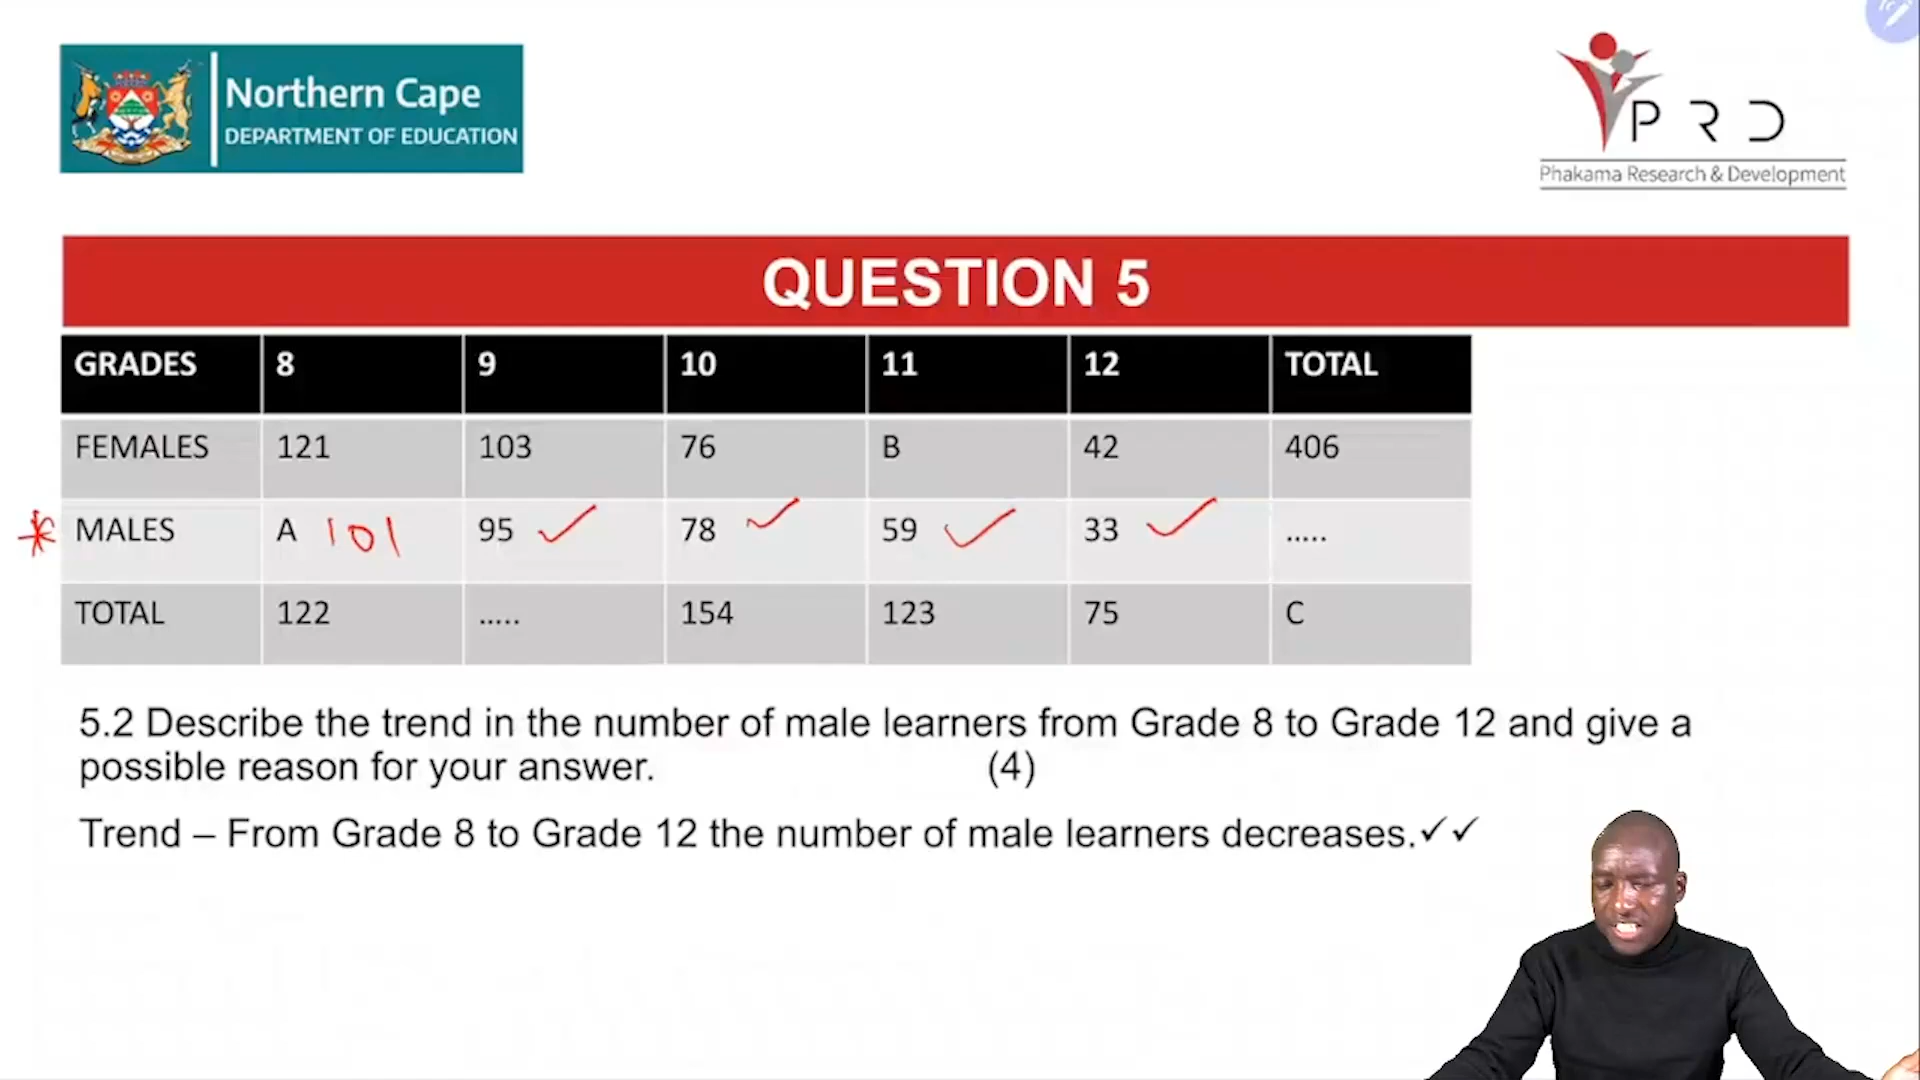 Northern Cape
DEPARTMENT OF EDUCATION
PRD
Phakama Research & Development
QUESTION 5
GRADES 8 9 10 11 12 TOTAL
FEMALES 121 103 76 B 42 406
* MALES A 101 95 ✓ 78 ✓ 59 ✓ 33 ✓ .....
TOTAL 122 ..... 154 123 75 C
5.2 Describe the trend in the number of male learners from Grade 8 to Grade 12 and give a
possible reason for your answer. (4)
Trend – From Grade 8 to Grade 12 the number of male learners decreases.✓✓